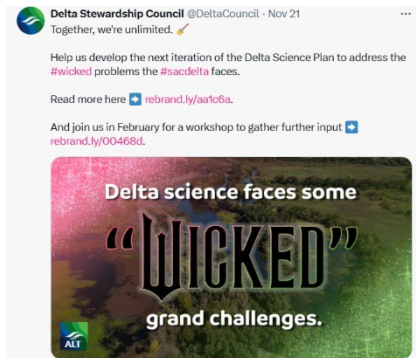 Delta Stewardship Council @DeltaCouncil · Nov 21
Together, we're unlimited. 🧹
Help us develop the next iteration of the Delta Science Plan to address the
#wicked problems the #sacdelta faces.
Read more here ➡️ rebrand.ly/aa1c6a.
And join us in February for a workshop to gather further input ➡️
rebrand.ly/00468d.
Delta science faces some
"WICKED"
grand challenges.
ALT